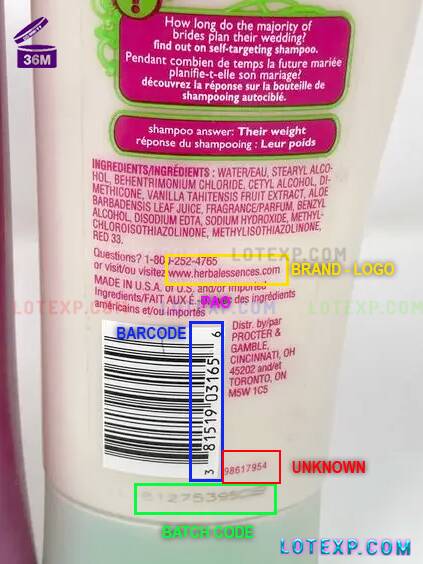 36M
How long do the majority of
brides plan their wedding?
find out on self-targeting shampoo.
Pendant combien de temps la future mariée
planifie-t-elle son mariage?
découvrez la réponse sur la bouteille de
shampooing autociblé.
shampoo answer: Their weight
réponse du shampooing : Leur poids
INGREDIENTS/INGRÉDIENTS : WATER/EAU, STEARYL ALCO-
HOL, BEHENTRIMONIUM CHLORIDE, CETYL ALCOHOL, DI-
METHICONE, VANILLA TAHITENSIS FRUIT EXTRACT, ALOE
BARBADENSIS LEAF JUICE, FRAGRANCE/PARFUM, BENZYL
ALCOHOL, DISODIUM EDTA, SODIUM HYDROXIDE, METHYL-
CHLOROISOTHIAZOLINONE, METHYLISOTHIAZOLINONE,
RED 33.
Questions? 1-800-252-4765
or visit/ou visitez www.herbalessences.com
LOTEXP.COM
BRAND - LOGO
MADE IN U.S.A. of U.S. and/or imported
Ingredients/FAIT AUX É.-U. avec des ingrédients
américains et/ou importés
PAO
LOTEXP.COM
LOTEXP.COM
LOTEXP.COM
BARCODE
3 81519 03165 6
Distr. by/par
PROCTER &
GAMBLE,
CINCINNATI, OH
45202 and/et
TORONTO, ON
M5W 1C5
98617954
UNKNOWN
BATCH CODE
LOTEXP.COM